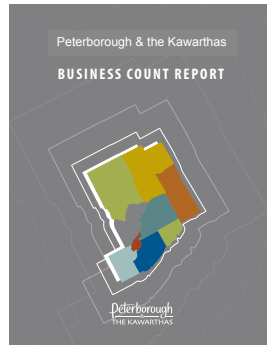 Peterborough & the Kawarthas
BUSINESS COUNT REPORT
Peterborough
THE KAWARTHAS